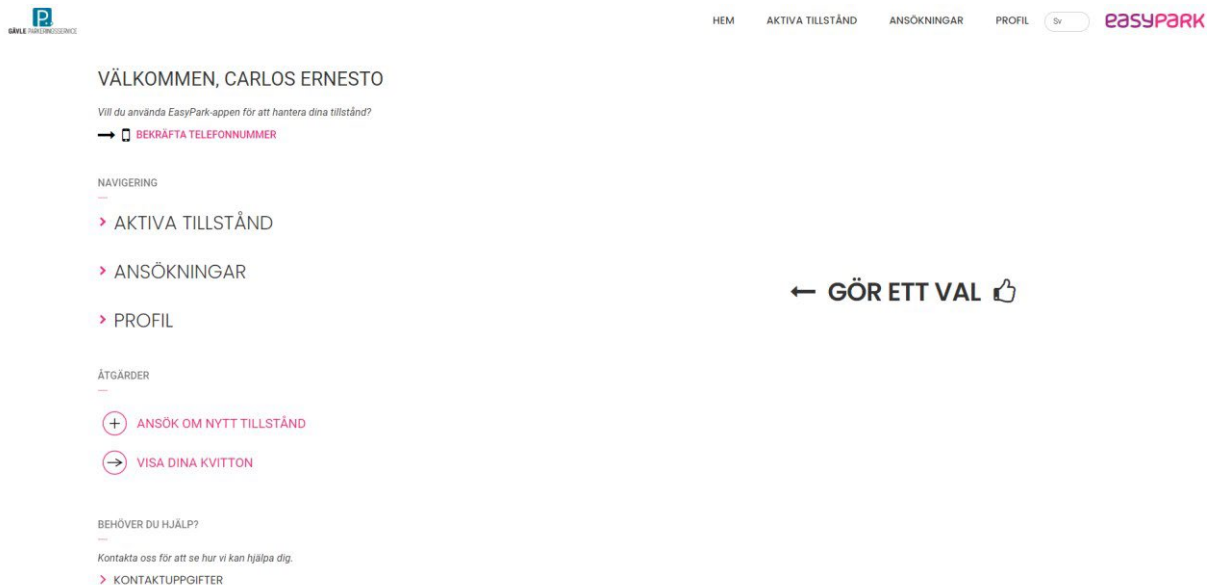 P
GÄVLE PARKERINGSSERVICE
HEM AKTIVA TILLSTÅND ANSÖKNINGAR PROFIL Sv easypark
VÄLKOMMEN, CARLOS ERNESTO
Vill du använda EasyPark-appen för att hantera dina tillstånd?
BEKRÄFTA TELEFONNUMMER
NAVIGERING
AKTIVA TILLSTÅND
ANSÖKNINGAR
PROFIL
← GÖR ETT VAL
ÅTGÄRDER
ANSÖK OM NYTT TILLSTÅND
VISA DINA KVITTON
BEHÖVER DU HJÄLP?
Kontakta oss för att se hur vi kan hjälpa dig.
KONTAKTUPPGIFTER